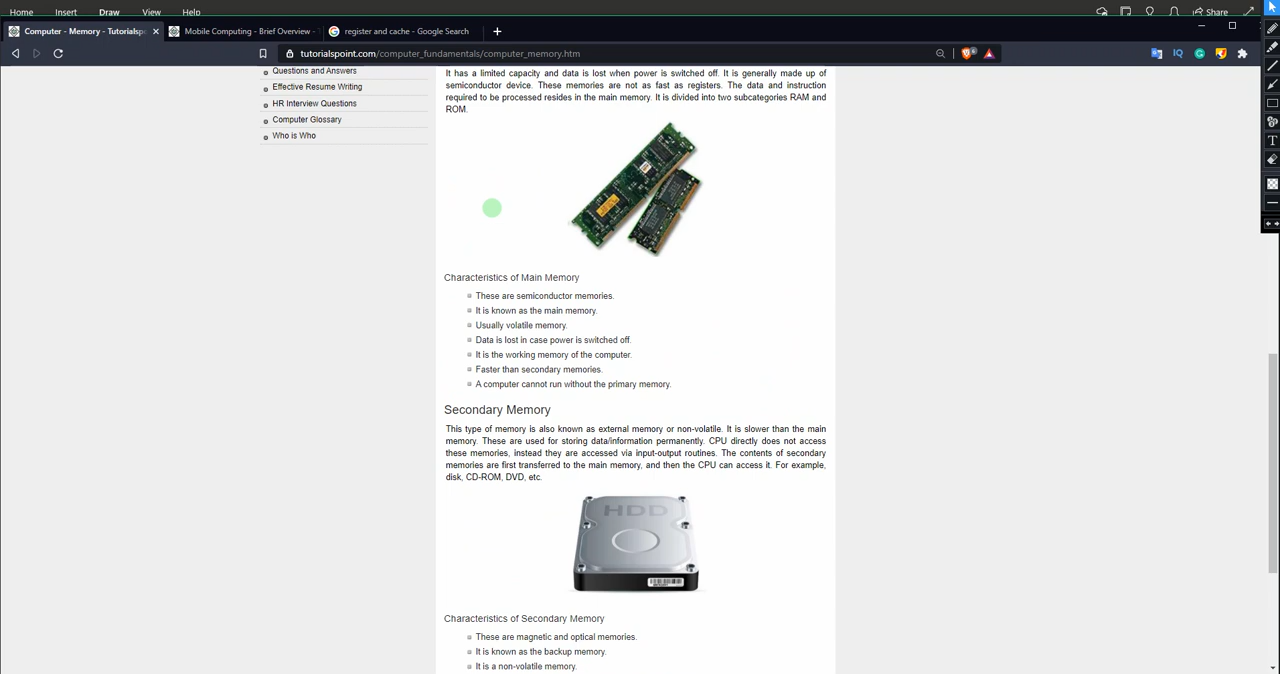 Home Insert Draw View Help Share
Computer - Memory - Tutorialsp Mobile Computing - Brief Overview - register and cache - Google Search
tutorialspoint.com/computer_fundamentals/computer_memory.htm
Questions and Answers
Effective Resume Writing
HR Interview Questions
Computer Glossary
Who is Who
It has a limited capacity and data is lost when power is switched off. It is generally made up of
semiconductor device. These memories are not as fast as registers. The data and instruction
required to be processed resides in the main memory. It is divided into two subcategories RAM and
ROM.
Characteristics of Main Memory
These are semiconductor memories.
It is known as the main memory.
Usually volatile memory.
Data is lost in case power is switched off.
It is the working memory of the computer.
Faster than secondary memories.
A computer cannot run without the primary memory.
Secondary Memory
This type of memory is also known as external memory or non-volatile. It is slower than the main
memory. These are used for storing data/information permanently. CPU directly does not access
these memories, instead they are accessed via input-output routines. The contents of secondary
memories are first transferred to the main memory, and then the CPU can access it. For example,
disk, CD-ROM, DVD, etc.
HDD
Characteristics of Secondary Memory
These are magnetic and optical memories.
It is known as the backup memory.
It is a non-volatile memory.